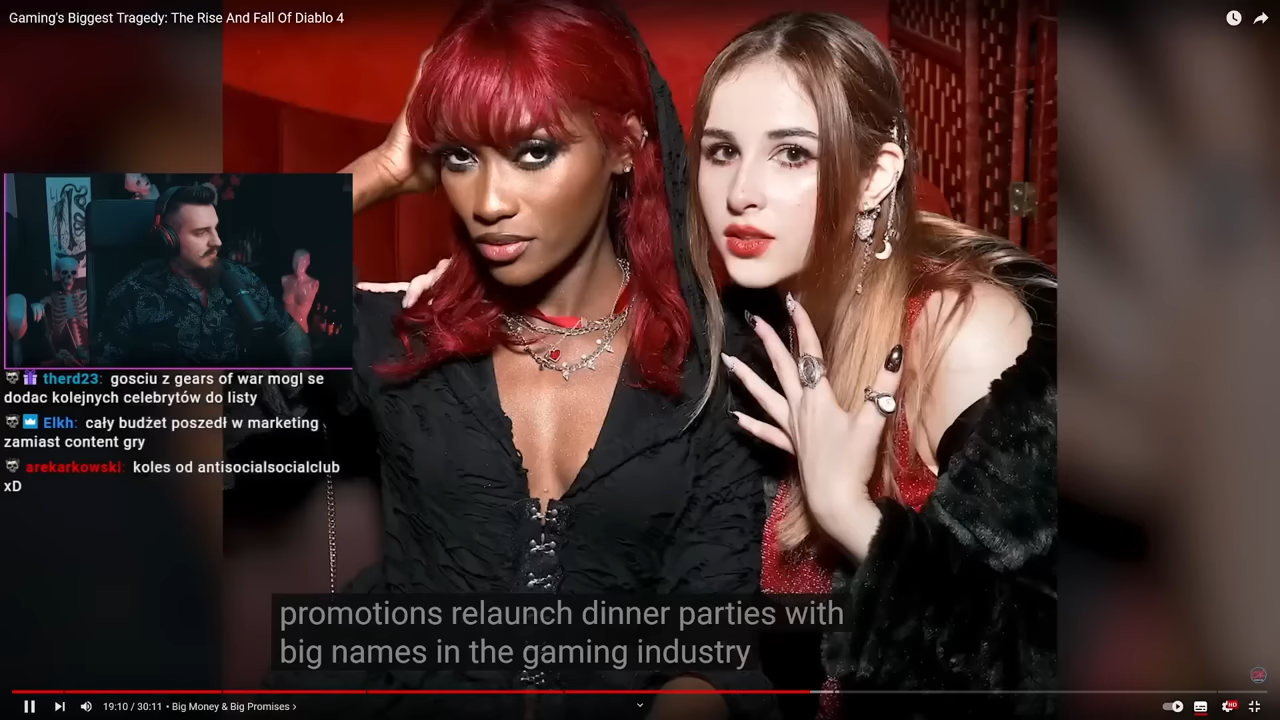 Gaming's Biggest Tragedy: The Rise And Fall Of Diablo 4
therd23: gosciu z gears of war mogl se
dodac kolejnych celebrytów do listy
Elkh: cały budżet poszedł w marketing
zamiast content gry
arekarkowski: koles od antisocialsocialclub
xD
promotions relaunch dinner parties with
big names in the gaming industry
19:10 / 30:11 • Big Money & Big Promises ›
HD